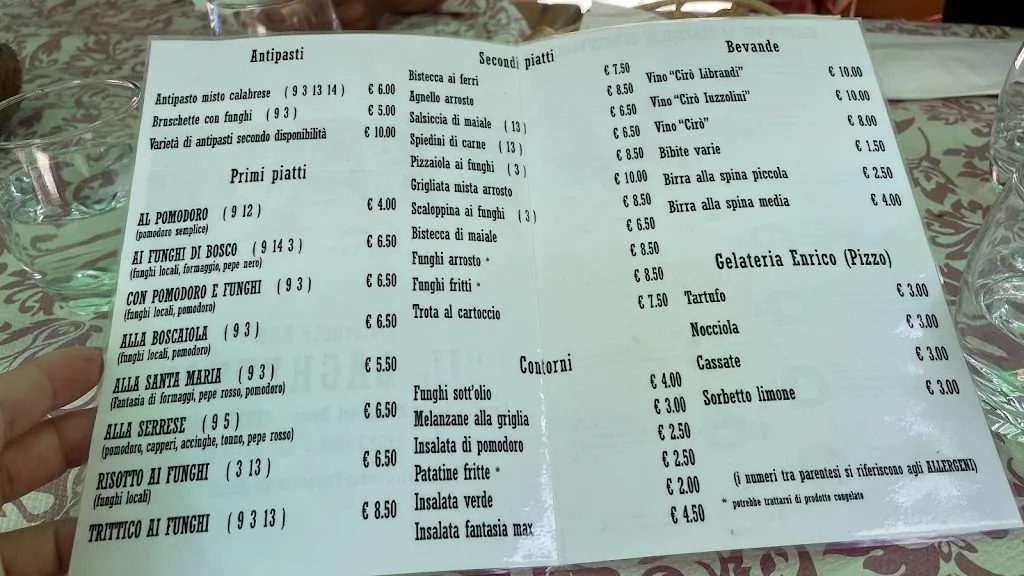 Antipasti
Antipasto misto calabrese ( 9 3 13 14 ) € 6.00
Bruschette con funghi ( 9 3 ) € 5.00
Varietà di antipasti secondo disponibilità € 10.00
Primi piatti
AL POMODORO ( 9 12 ) € 4.00
(pomodoro semplice)
AI FUNGHI DI BOSCO ( 9 14 3 ) € 6.50
(funghi locali, formaggio, pepe nero)
CON POMODORO E FUNGHI ( 9 3 ) € 6.50
(funghi locali, pomodoro)
ALLA BOSCAIOLA ( 9 3 ) € 6.50
(funghi locali, pomodoro)
ALLA SANTA MARIA ( 9 3 ) € 5.50
(Fantasia di formaggi, pepe rosso, pomodoro)
ALLA SERRESE ( 9 5 ) € 6.50
(pomodoro, capperi, accinghe, tonno, pepe rosso)
RISOTTO AI FUNGHI ( 3 13 ) € 6.50
(funghi locali)
TRITTICO AI FUNGHI ( 9 3 13 ) € 8.50
Secondi piatti
Bistecca ai ferri € 7.50
Agnello arrosto € 8.50
Salsiccia di maiale ( 13 ) € 6.50
Spiedini di carne ( 13 ) € 6.50
Pizzaiola ai funghi ( 3 ) € 8.50
Grigliata mista arrosto € 10.00
Scaloppina ai funghi ( 3 ) € 8.50
Bistecca di maiale € 6.50
Funghi arrosto * € 8.50
Funghi fritti * € 8.50
Trota al cartoccio € 7.50
Contorni
Funghi sott'olio € 4.00
Melanzane alla griglia € 3.00
Insalata di pomodoro € 2.50
Patatine fritte * € 2.50
Insalata verde € 2.00
Insalata fantasia max € 4.50
Bevande
Vino "Cirò Librandi" € 10.00
Vino "Cirò Iuzzolini" € 10.00
Vino "Cirò" € 8.00
Bibite varie € 1.50
Birra alla spina piccola € 2.50
Birra alla spina media € 4.00
Gelateria Enrico (Pizzo)
Tartufo € 3.00
Nocciola € 3.00
Cassate € 3.00
Sorbetto limone € 3.00
(i numeri tra parentesi si riferiscono agli ALLERGENI)
* potrebbe trattarsi di prodotto congelato